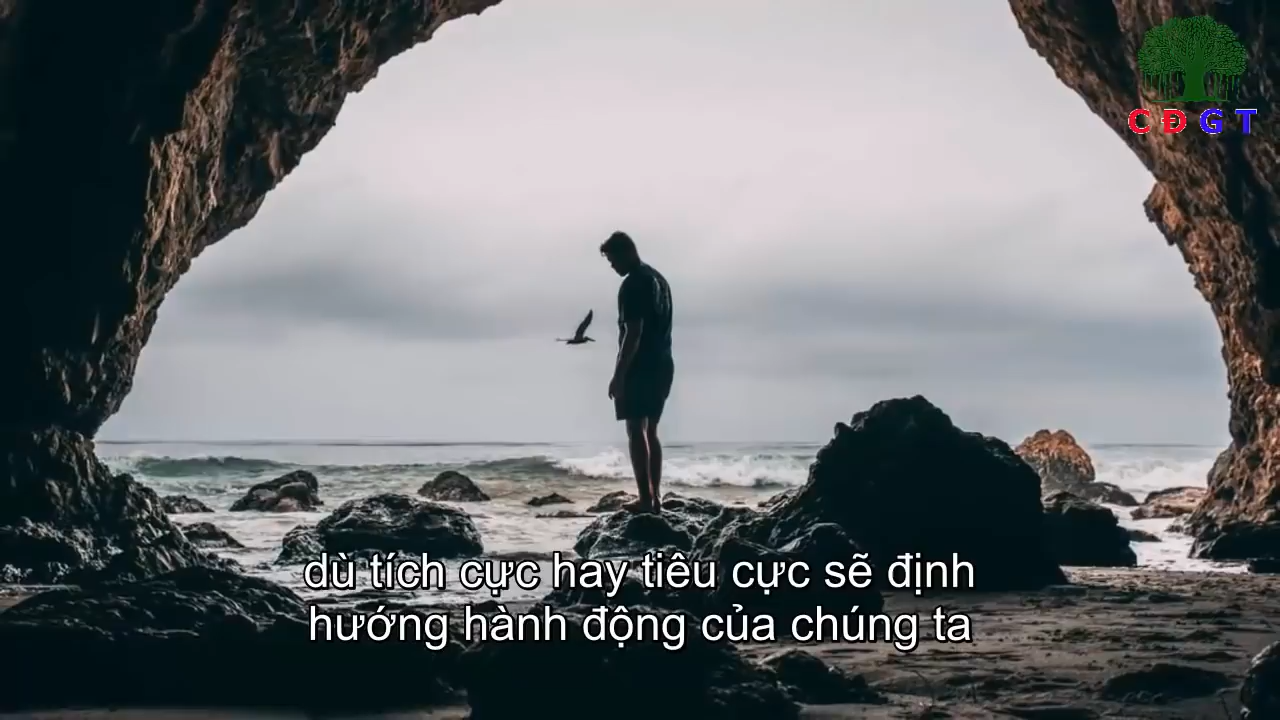 CĐGT
dù tích cực hay tiêu cực sẽ định
hướng hành động của chúng ta